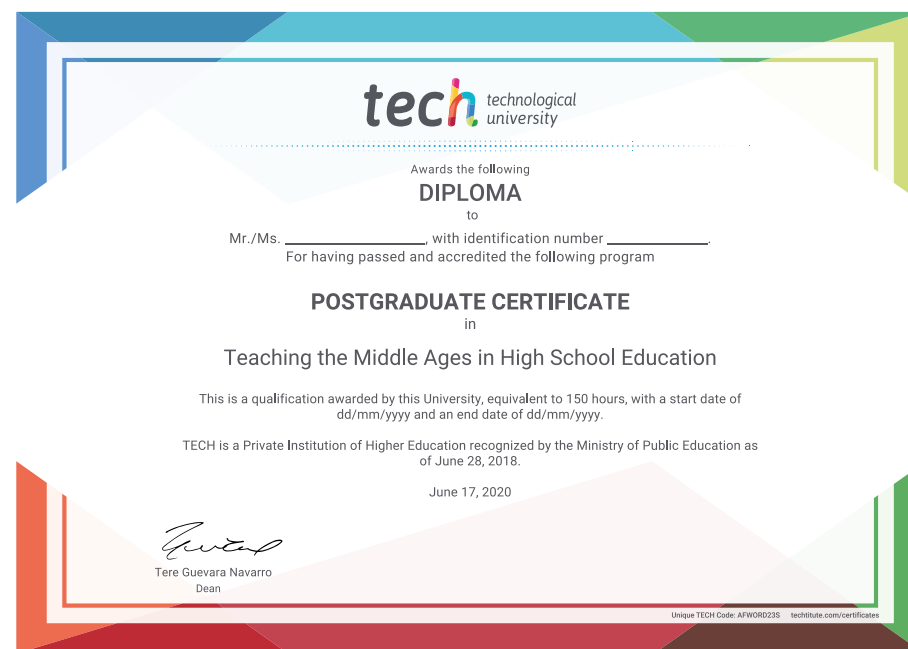 tech technological
university
Awards the following
DIPLOMA
to
Mr./Ms. ____________________, with identification number ______________.
For having passed and accredited the following program
POSTGRADUATE CERTIFICATE
in
Teaching the Middle Ages in High School Education
This is a qualification awarded by this University, equivalent to 150 hours, with a start date of
dd/mm/yyyy and an end date of dd/mm/yyyy.
TECH is a Private Institution of Higher Education recognized by the Ministry of Public Education as
of June 28, 2018.
June 17, 2020
Tere Guevara Navarro
Dean
Unique TECH Code: AFWORD23S techtitute.com/certificates